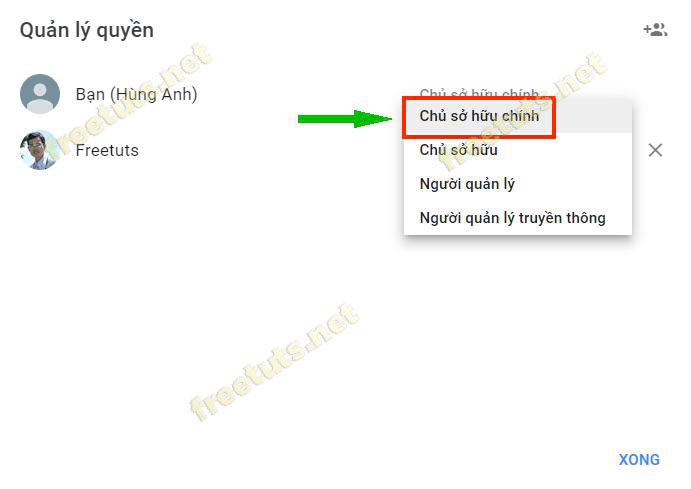 Quản lý quyền
Bạn (Hùng Anh)
Chủ sở hữu chính
Chủ sở hữu chính
Freetuts
Chủ sở hữu
Người quản lý
Người quản lý truyền thông
XONG
freetuts.net
freetuts.net
freetuts.net